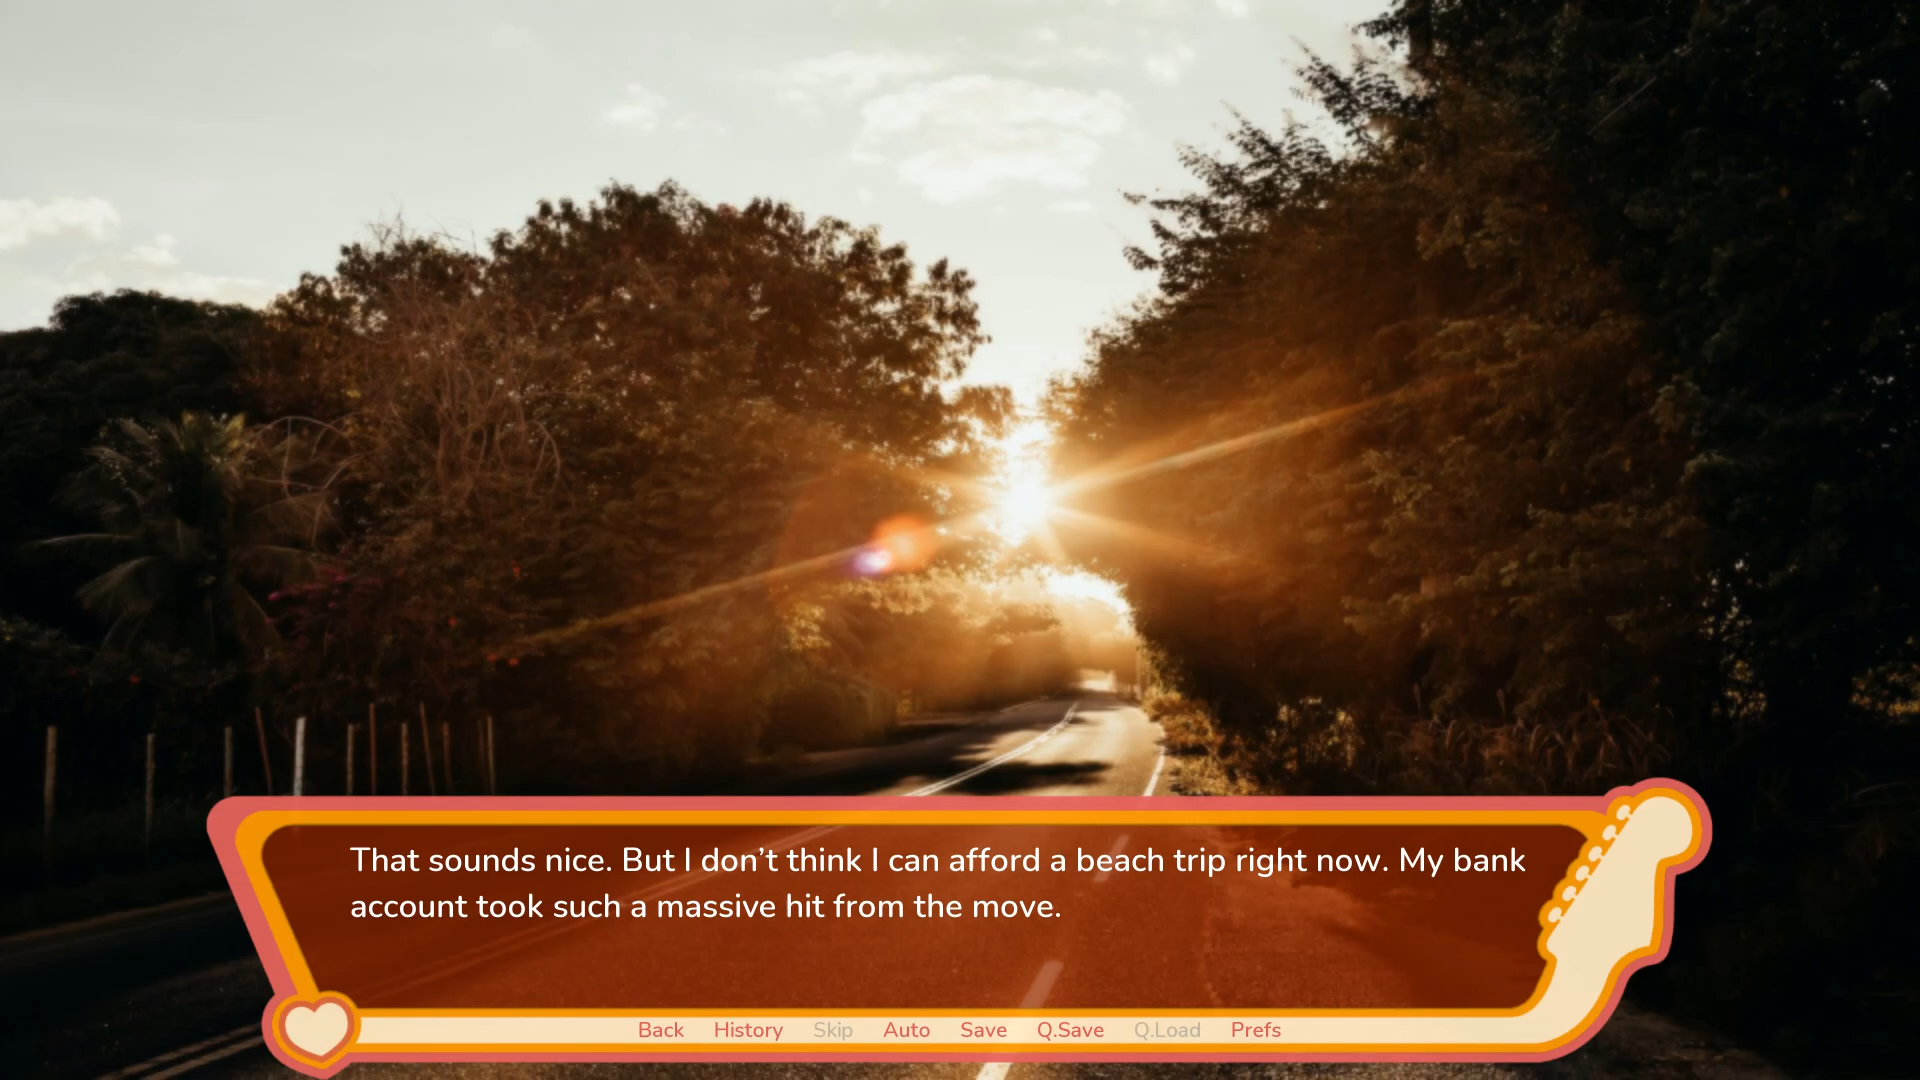 That sounds nice. But I don’t think I can afford a beach trip right now. My bank
account took such a massive hit from the move.
Back History Skip Auto Save Q.Save Q.Load Prefs